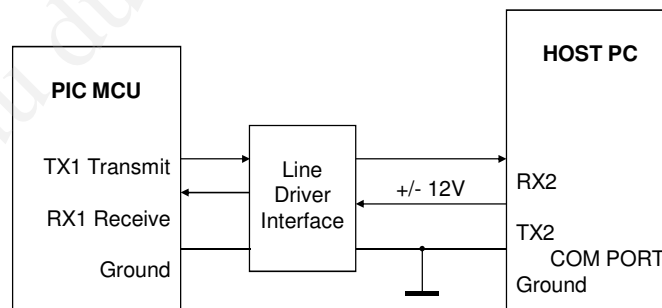 HOST PC
PIC MCU
TX1 Transmit
Line
Driver
Interface
+/- 12V
RX2
RX1 Receive
TX2
COM PORT
Ground
Ground